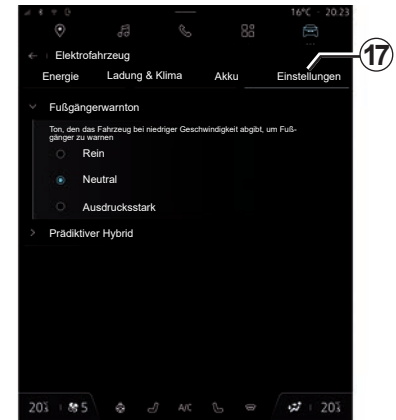 16°C 20:23
← Elektrofahrzeug
17
Energie Ladung & Klima Akku Einstellungen
Fußgängerwarnton
Ton, den das Fahrzeug bei niedriger Geschwindigkeit abgibt, um Fuß-
gänger zu warnen
Rein
Neutral
Ausdrucksstark
Prädiktiver Hybrid
5 A/C